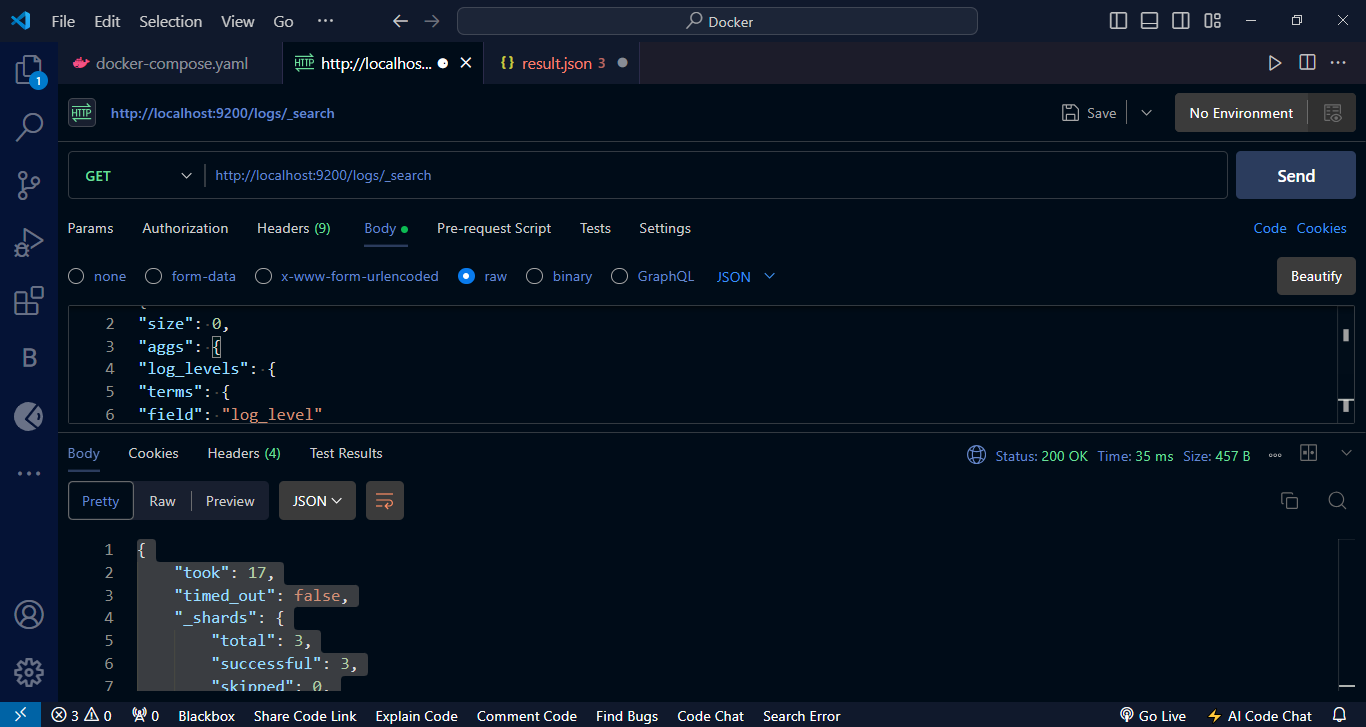 File Edit Selection View Go ··· Docker
1
docker-compose.yaml http://localhos... result.json 3
HTTP http://localhost:9200/logs/_search Save No Environment
GET http://localhost:9200/logs/_search Send
Params Authorization Headers (9) Body Pre-request Script Tests Settings Code Cookies
none form-data x-www-form-urlencoded raw binary GraphQL JSON Beautify
2 "size": 0,
3 "aggs": {
4 "log_levels": {
5 "terms": {
6 "field": "log_level"
Body Cookies Headers (4) Test Results Status: 200 OK Time: 35 ms Size: 457 B
Pretty Raw Preview JSON
1 {
2 "took": 17,
3 "timed_out": false,
4 "_shards": {
5 "total": 3,
6 "successful": 3,
7 "skipped": 0,
3 0 0 Blackbox Share Code Link Explain Code Comment Code Find Bugs Code Chat Search Error Go Live AI Code Chat